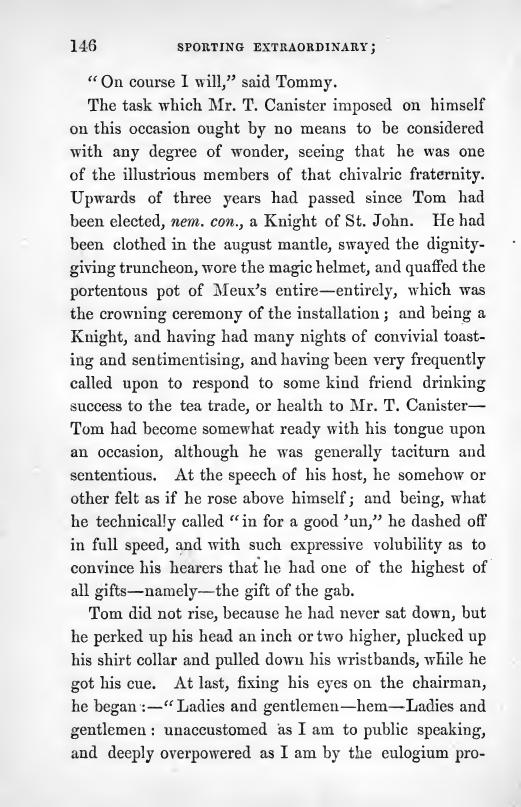 146 SPORTING EXTRAORDINARY;
“On course I will,” said Tommy.
The task which Mr. T. Canister imposed on himself
on this occasion ought by no means to be considered
with any degree of wonder, seeing that he was one
of the illustrious members of that chivalric fraternity.
Upwards of three years had passed since Tom had
been elected, nem. con., a Knight of St. John. He had
been clothed in the august mantle, swayed the dignity-
giving truncheon, wore the magic helmet, and quaffed the
portentous pot of Meux’s entire—entirely, which was
the crowning ceremony of the installation; and being a
Knight, and having had many nights of convivial toast-
ing and sentimentising, and having been very frequently
called upon to respond to some kind friend drinking
success to the tea trade, or health to Mr. T. Canister—
Tom had become somewhat ready with his tongue upon
an occasion, although he was generally taciturn and
sententious. At the speech of his host, he somehow or
other felt as if he rose above himself; and being, what
he technically called “in for a good ’un,” he dashed off
in full speed, and with such expressive volubility as to
convince his hearers that he had one of the highest of
all gifts—namely—the gift of the gab.
Tom did not rise, because he had never sat down, but
he perked up his head an inch or two higher, plucked up
his shirt collar and pulled down his wristbands, while he
got his cue. At last, fixing his eyes on the chairman,
he began:—“Ladies and gentlemen—hem—Ladies and
gentlemen: unaccustomed as I am to public speaking,
and deeply overpowered as I am by the eulogium pro-